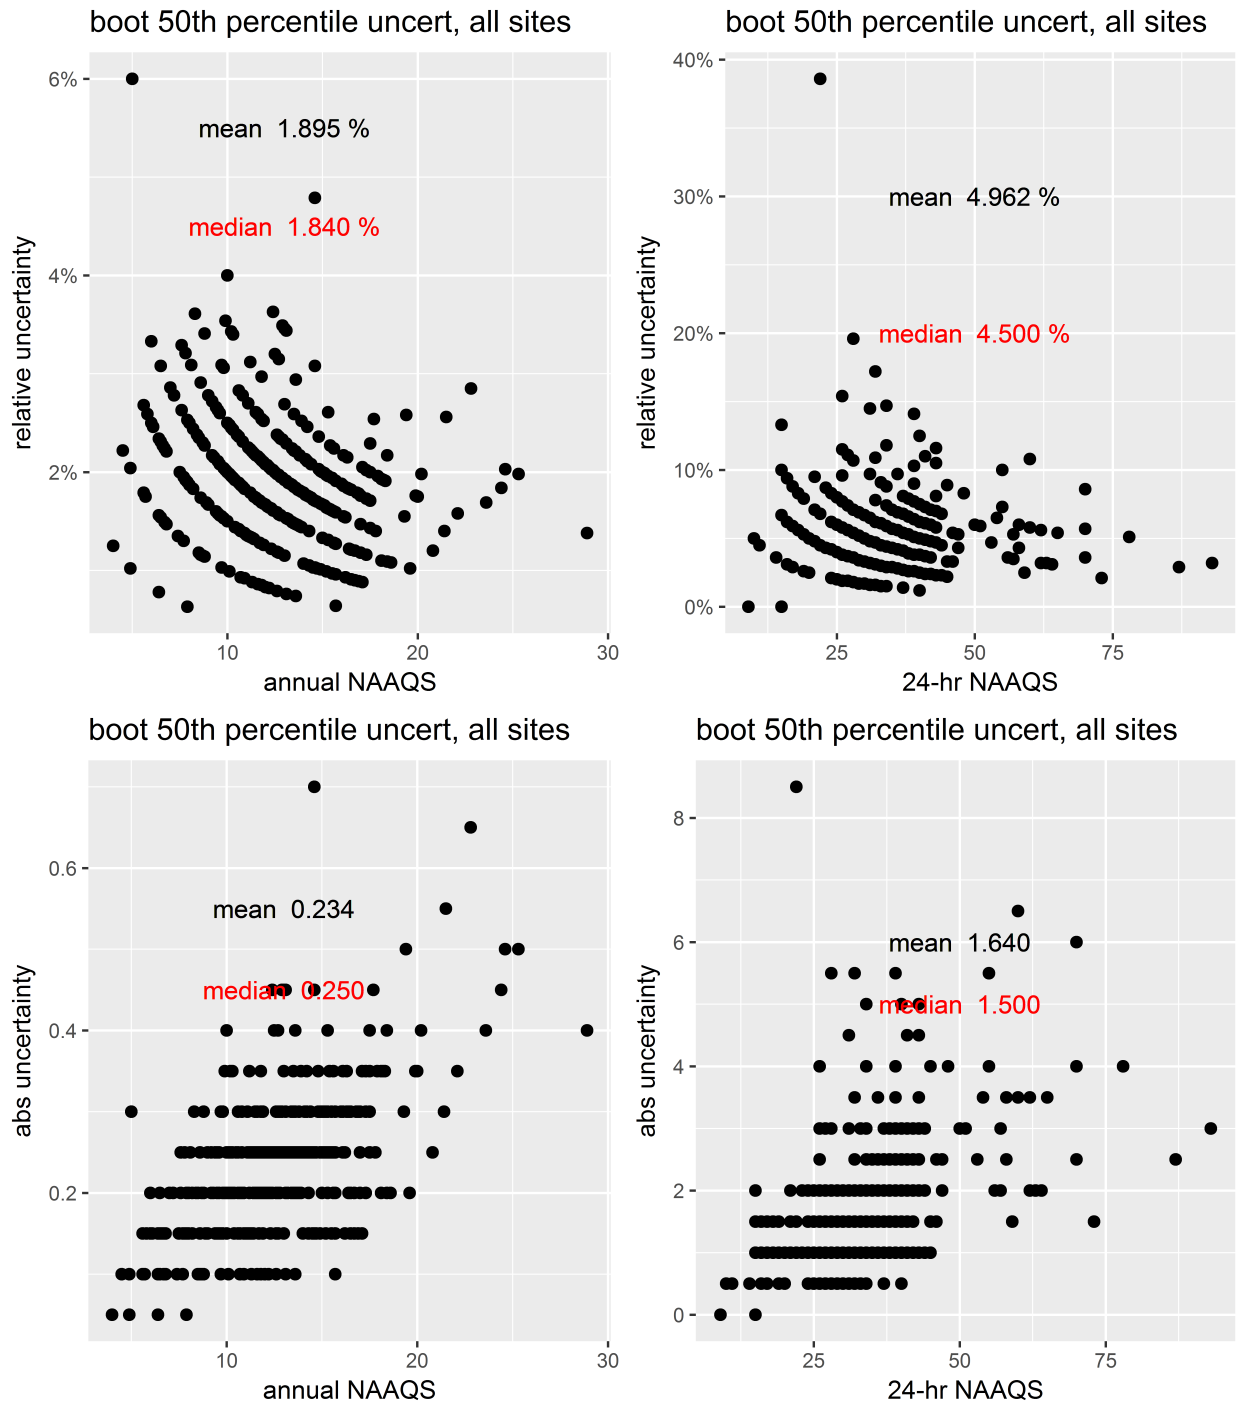 boot 50th percentile uncert, all sites
relative uncertainty
6%
4%
2%
mean 1.895 %
median 1.840 %
10
20
30
annual NAAQS
boot 50th percentile uncert, all sites
relative uncertainty
40%
30%
20%
10%
0%
mean 4.962 %
median 4.500 %
25
50
75
24-hr NAAQS
boot 50th percentile uncert, all sites
abs uncertainty
0.6
0.4
0.2
mean 0.234
median 0.250
10
20
30
annual NAAQS
boot 50th percentile uncert, all sites
abs uncertainty
8
6
4
2
0
mean 1.640
median 1.500
25
50
75
24-hr NAAQS